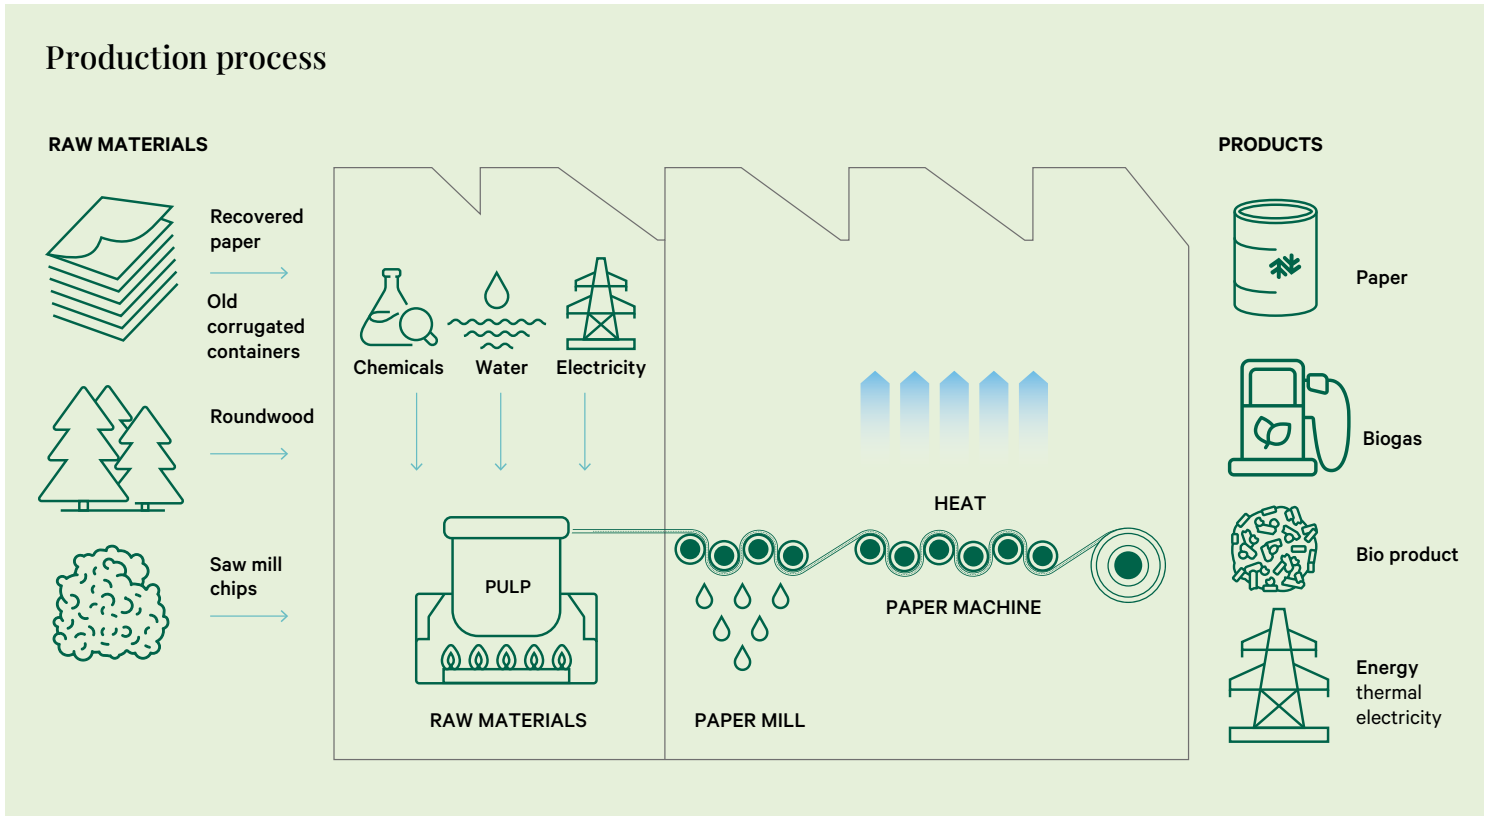 Production process
RAW MATERIALS
Recovered
paper
Old
corrugated
containers
Roundwood
Saw mill
chips
Chemicals
Water
Electricity
PULP
RAW MATERIALS
HEAT
PAPER MACHINE
PAPER MILL
PRODUCTS
Paper
Biogas
Bio product
Energy
thermal
electricity